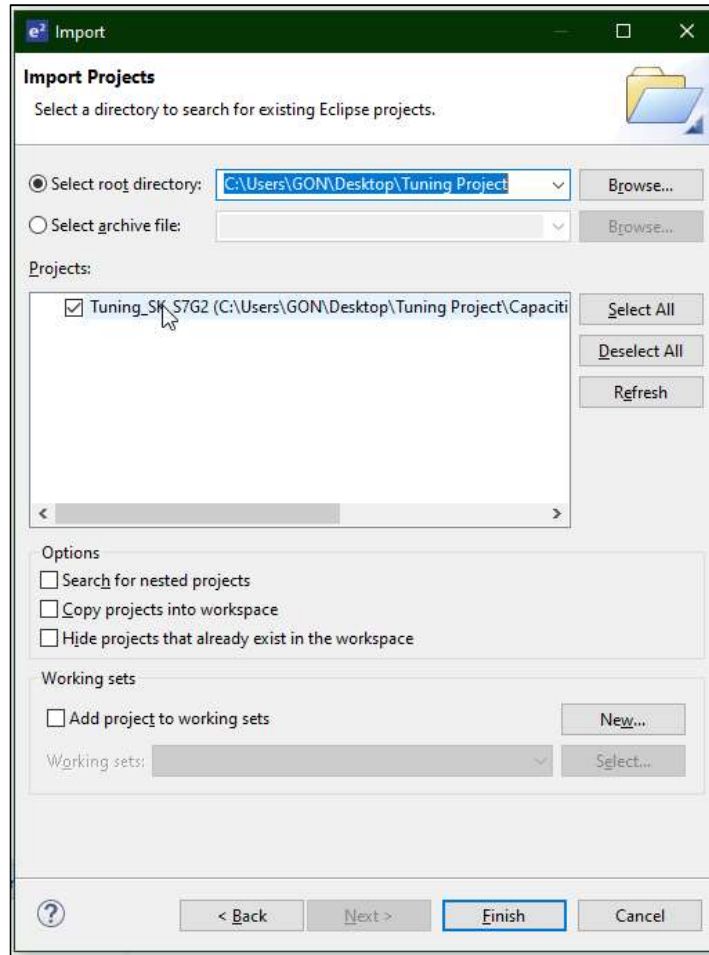 e² Import
Import Projects
Select a directory to search for existing Eclipse projects.
Select root directory: C:\Users\GON\Desktop\Tuning Project Browse...
Select archive file: Browse...
Projects:
Tuning_SK_S7G2 (C:\Users\GON\Desktop\Tuning Project\Capaciti
Select All
Deselect All
Refresh
Options
Search for nested projects
Copy projects into workspace
Hide projects that already exist in the workspace
Working sets
Add project to working sets New...
Working sets: Select...
? < Back Next > Finish Cancel